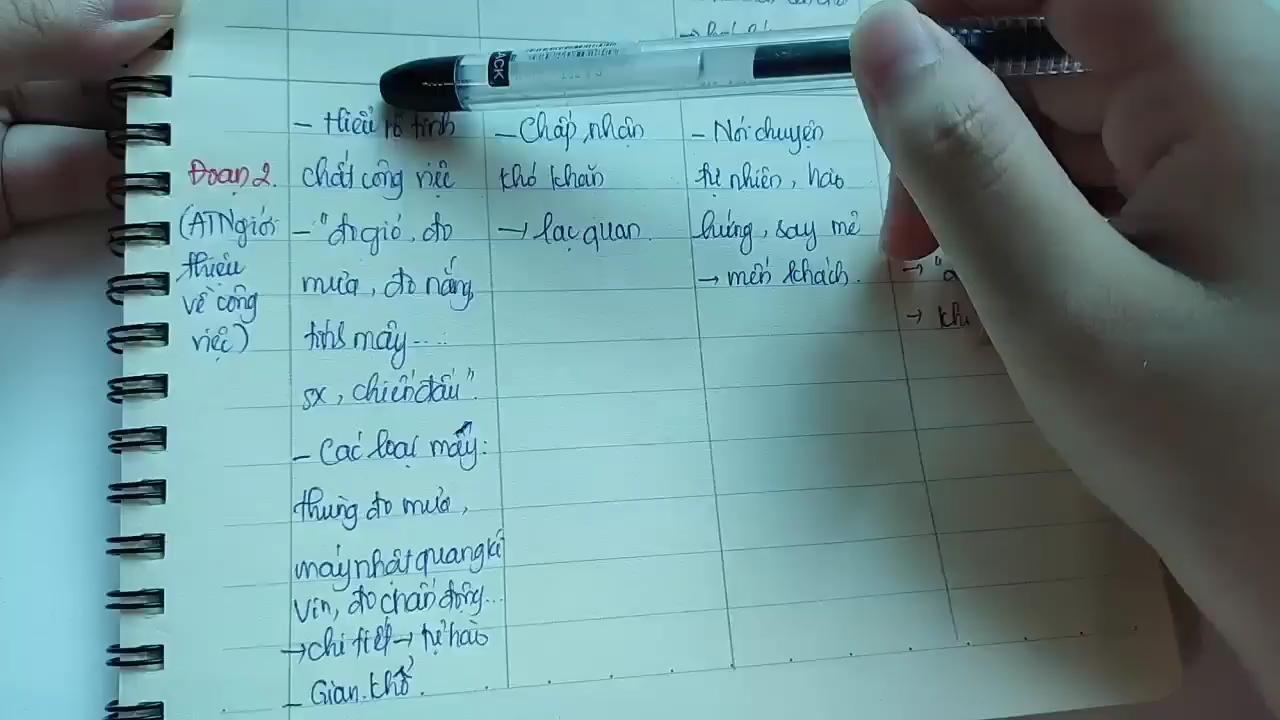 - Hiểu rõ tính
chất công việc
- "đo gió, đo
mưa, đo nắng,
tính mây...
sx, chiến đấu".
- Các loại máy:
thùng đo mưa,
máy nhật quang kí
Vin, đo chấn động...
→ chi tiết → tự hào
- Gian khổ.
Đoạn 2.
(ATN giới
thiệu
về công
việc)
- Chấp nhận
khó khăn
→ lạc quan.
- Nói chuyện
tự nhiên, hào
hứng, say mê
→ mến khách.
→ "
→ khi